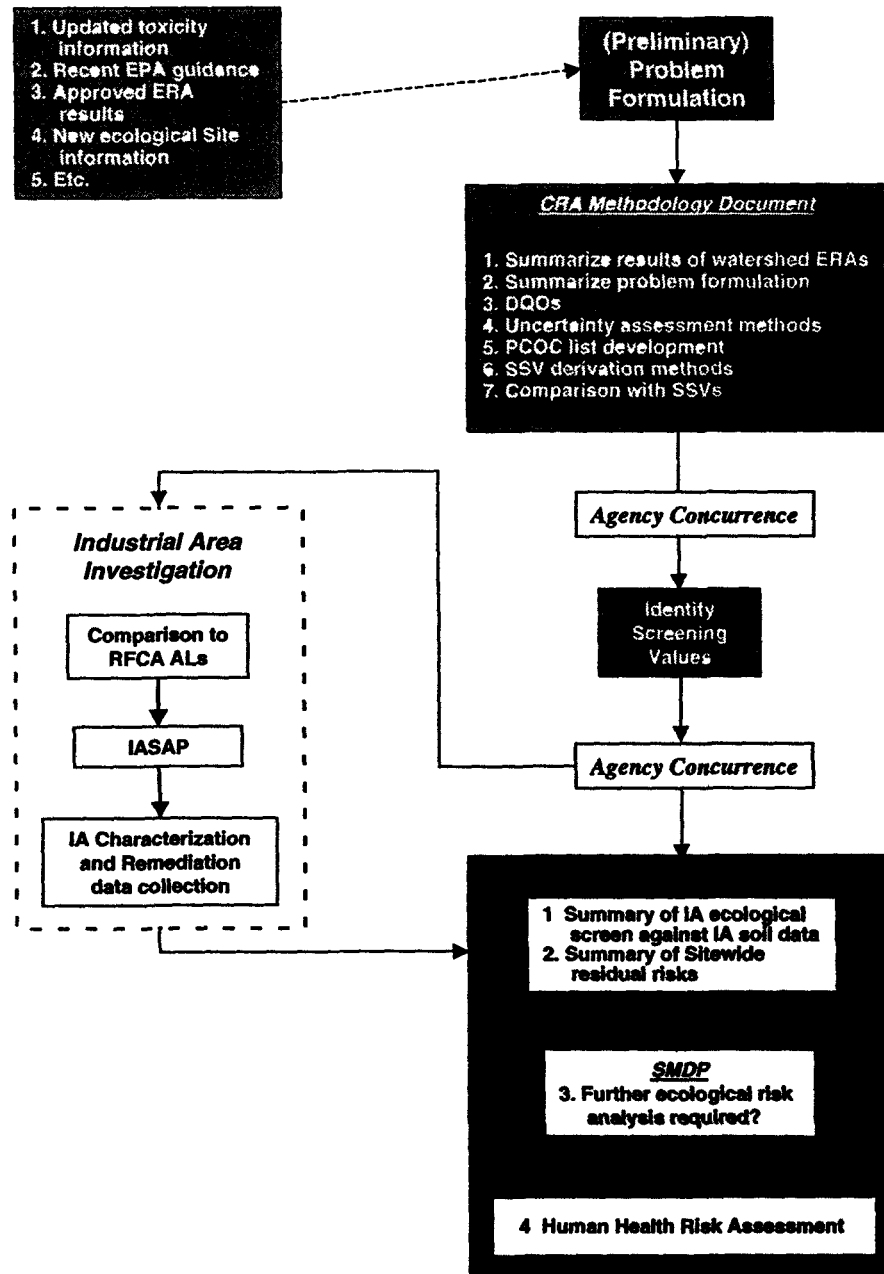 1. Updated toxicity
information
2. Recent EPA guidance
3. Approved ERA
results
4. New ecological Site
information
5. Etc.
(Preliminary)
Problem
Formulation
CRA Methodology Document
1. Summarize results of watershed ERAs
2. Summarize problem formulation
3. DQOs
4. Uncertainty assessment methods
5. PCOC list development
6. SSV derivation methods
7. Comparison with SSVs
Agency Concurrence
Identity
Screening
Values
Agency Concurrence
Industrial Area
Investigation
Comparison to
RFCA ALs
IASAP
IA Characterization
and Remediation
data collection
1 Summary of IA ecological
screen against IA soil data
2. Summary of Sitewide
residual risks
SMDP
3. Further ecological risk
analysis required?
4 Human Health Risk Assessment